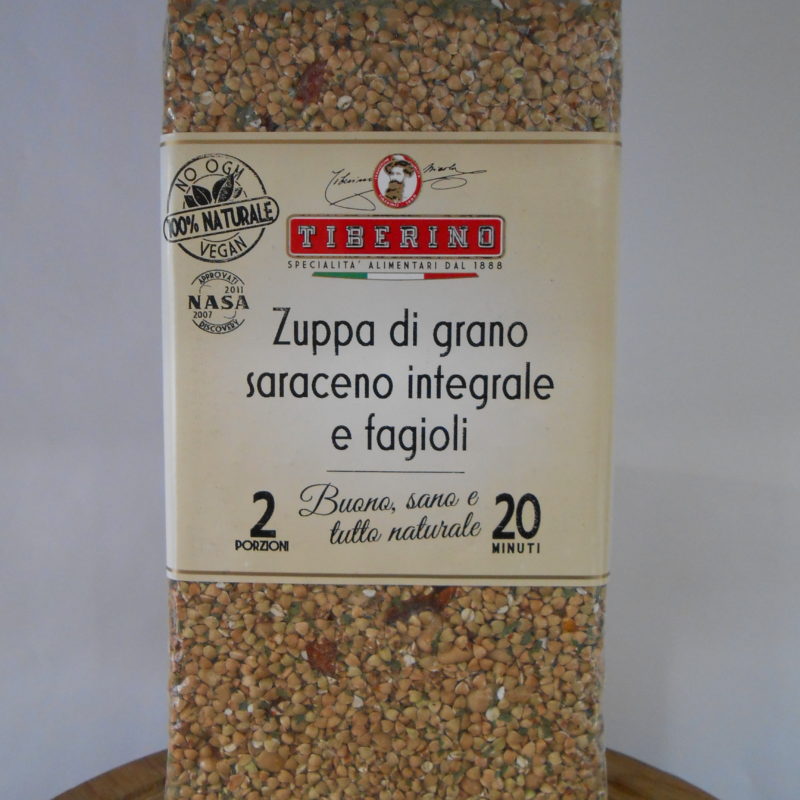 NO OGM
100% NATURALE
VEGAN
APPROVATI
2011
NASA
2007
DISCOVERY
TIBERINO
SPECIALITA' ALIMENTARI DAL 1888
Zuppa di grano
saraceno integrale
e fagioli
Buono, sano e
tutto naturale
2
PORZIONI
20
MINUTI